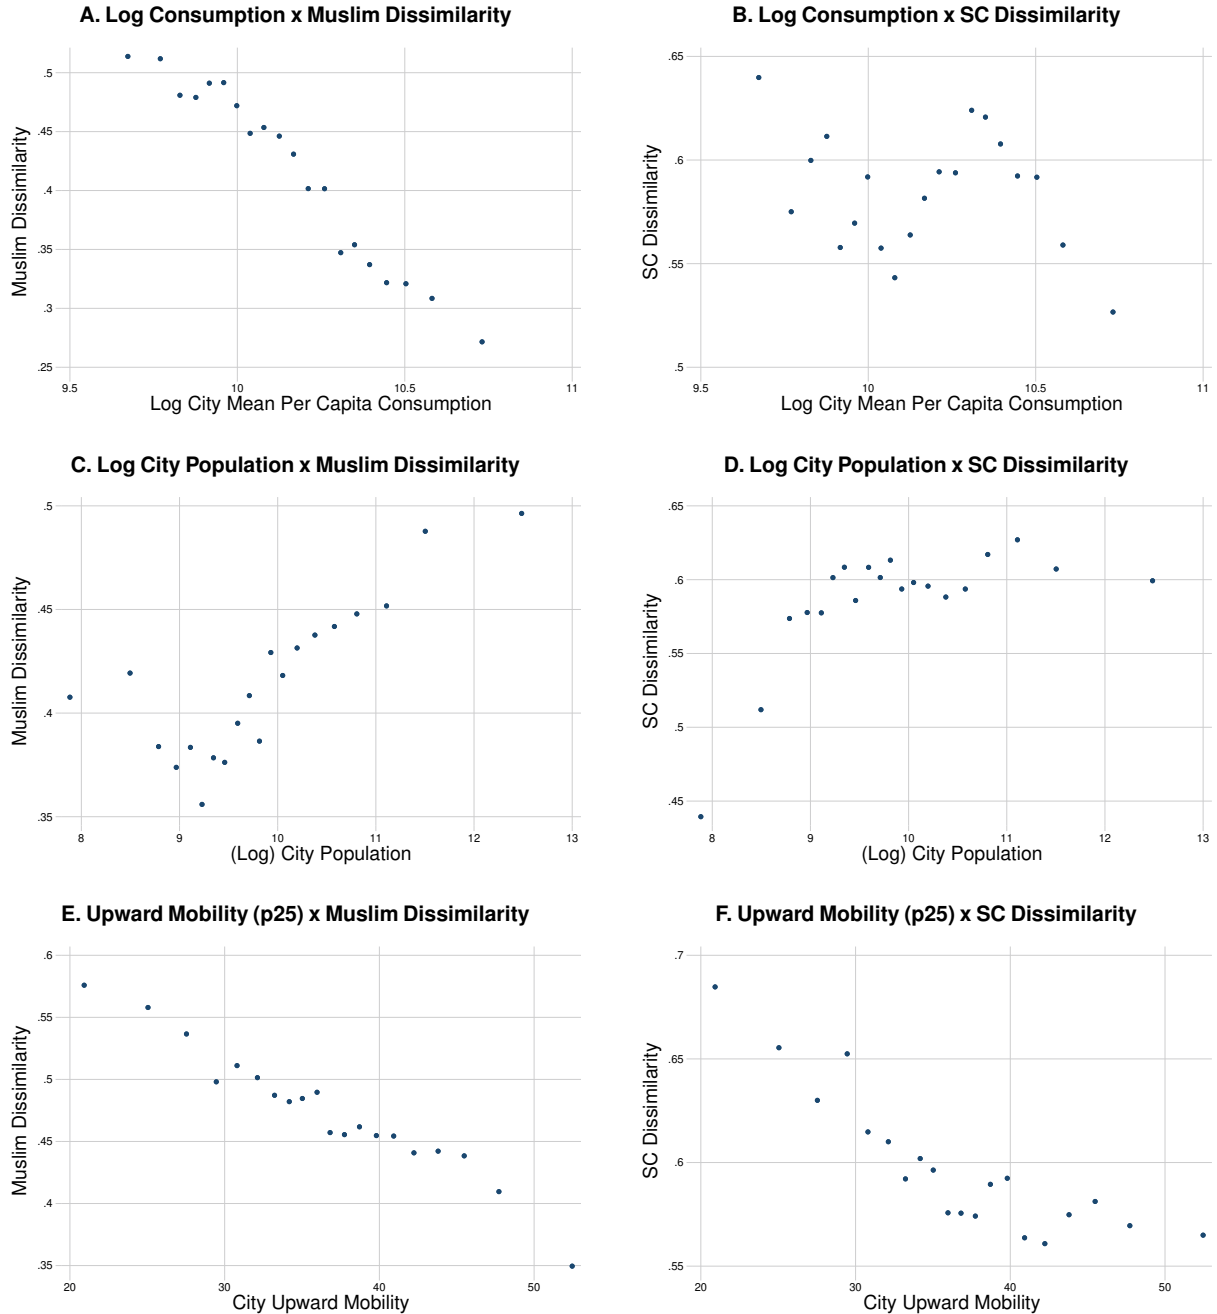 A. Log Consumption x Muslim Dissimilarity
Muslim Dissimilarity
.5
.45
.4
.35
.3
.25
9.5 10 10.5 11
Log City Mean Per Capita Consumption
B. Log Consumption x SC Dissimilarity
SC Dissimilarity
.65
.6
.55
.5
9.5 10 10.5 11
Log City Mean Per Capita Consumption
C. Log City Population x Muslim Dissimilarity
Muslim Dissimilarity
.5
.45
.4
.35
8 9 10 11 12 13
(Log) City Population
D. Log City Population x SC Dissimilarity
SC Dissimilarity
.65
.6
.55
.5
.45
8 9 10 11 12 13
(Log) City Population
E. Upward Mobility (p25) x Muslim Dissimilarity
Muslim Dissimilarity
.6
.55
.5
.45
.4
.35
20 30 40 50
City Upward Mobility
F. Upward Mobility (p25) x SC Dissimilarity
SC Dissimilarity
.7
.65
.6
.55
20 30 40 50
City Upward Mobility